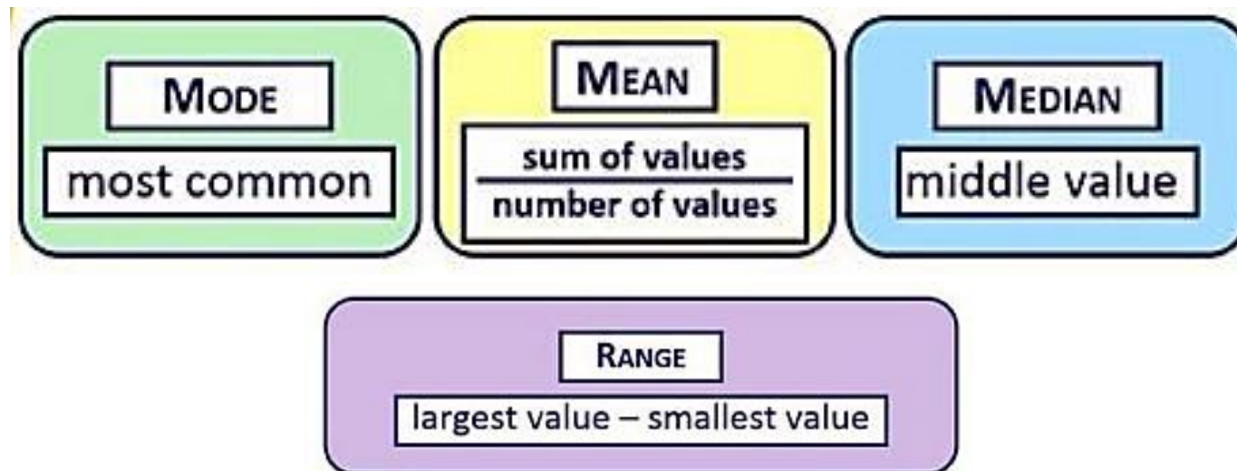 MODE
most common
MEAN
sum of values
number of values
MEDIAN
middle value
RANGE
largest value – smallest value